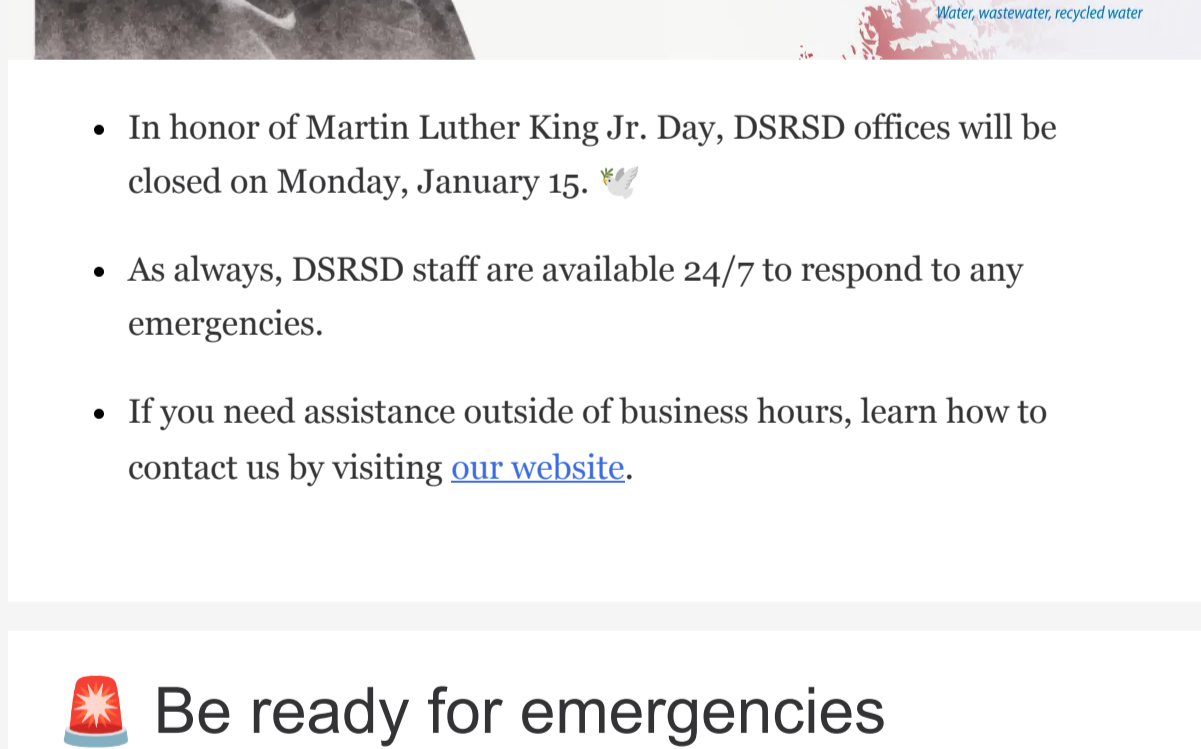 Water, wastewater, recycled water
In honor of Martin Luther King Jr. Day, DSRSD offices will be
closed on Monday, January 15. 🕊️
As always, DSRSD staff are available 24/7 to respond to any
emergencies.
If you need assistance outside of business hours, learn how to
contact us by visiting our website.
🚨 Be ready for emergencies